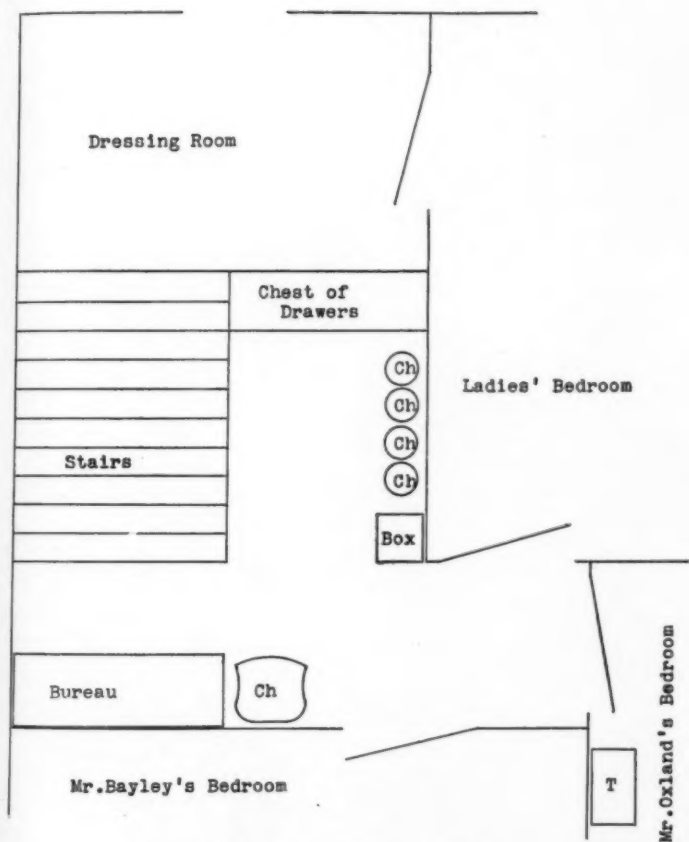 Dressing Room
Chest of
Drawers
Ch
Ch
Ch
Ch
Ladies' Bedroom
Stairs
Box
Bureau
Ch
Mr.Bayley's Bedroom
T
Mr.Oxland's Bedroom